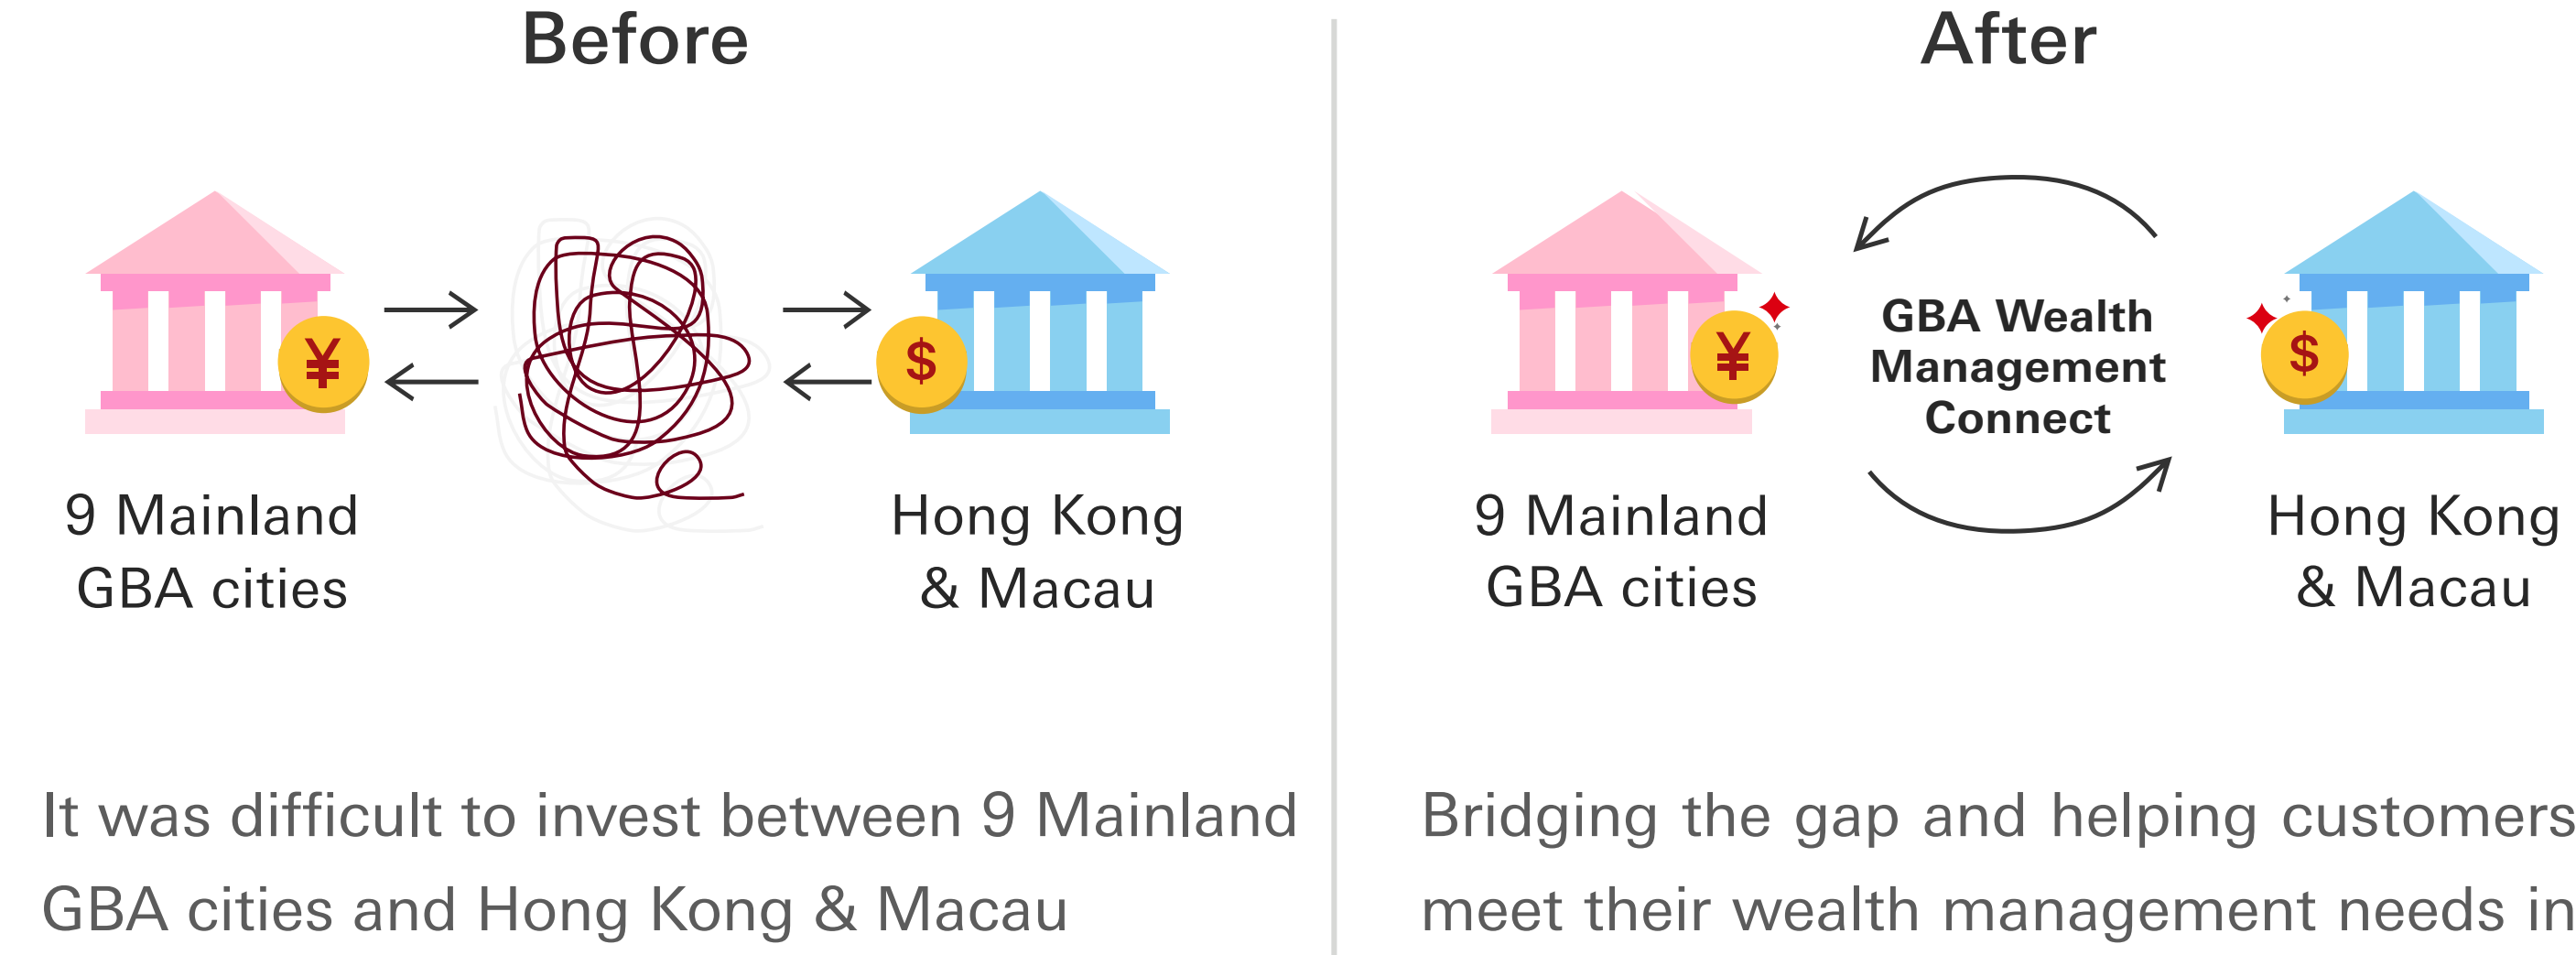 Before
¥
$
9 Mainland
GBA cities
Hong Kong
& Macau
It was difficult to invest between 9 Mainland
GBA cities and Hong Kong & Macau
After
GBA Wealth
Management
Connect
¥
$
9 Mainland
GBA cities
Hong Kong
& Macau
Bridging the gap and helping customers
meet their wealth management needs in